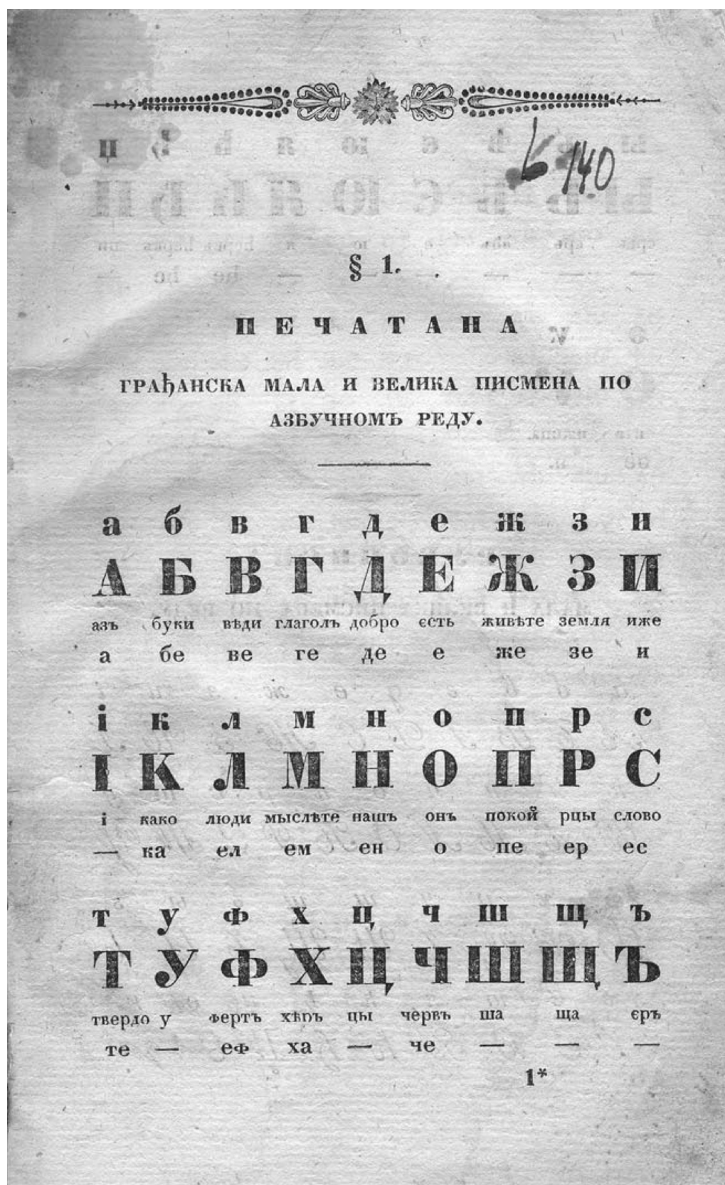 L 140
§ 1.
ПЕЧАТАНА
ГРАЂАНСКА МАЛА И ВЕЛИКА ПИСМЕНА ПО
АЗБУЧНОМЪ РЕДУ.
а б в г д е ж з и
А Б В Г Д Е Ж З И
азъ буки вѣди глаголъ добро єсть живѣте земля иже
а бе ве ге де е же зе и
і к л м н о п р с
І К Л М Н О П Р С
і како люди мыслѣте нашъ онъ покой рцы слово
— ка ел ем ен о пе ер ес
т у ф х ц ч ш щ ъ
Т У Ф Х Ц Ч Ш Щ Ъ
твердо у фертъ хѣръ цы червъ ша ща єръ
те — еф ха — че — — —
1*